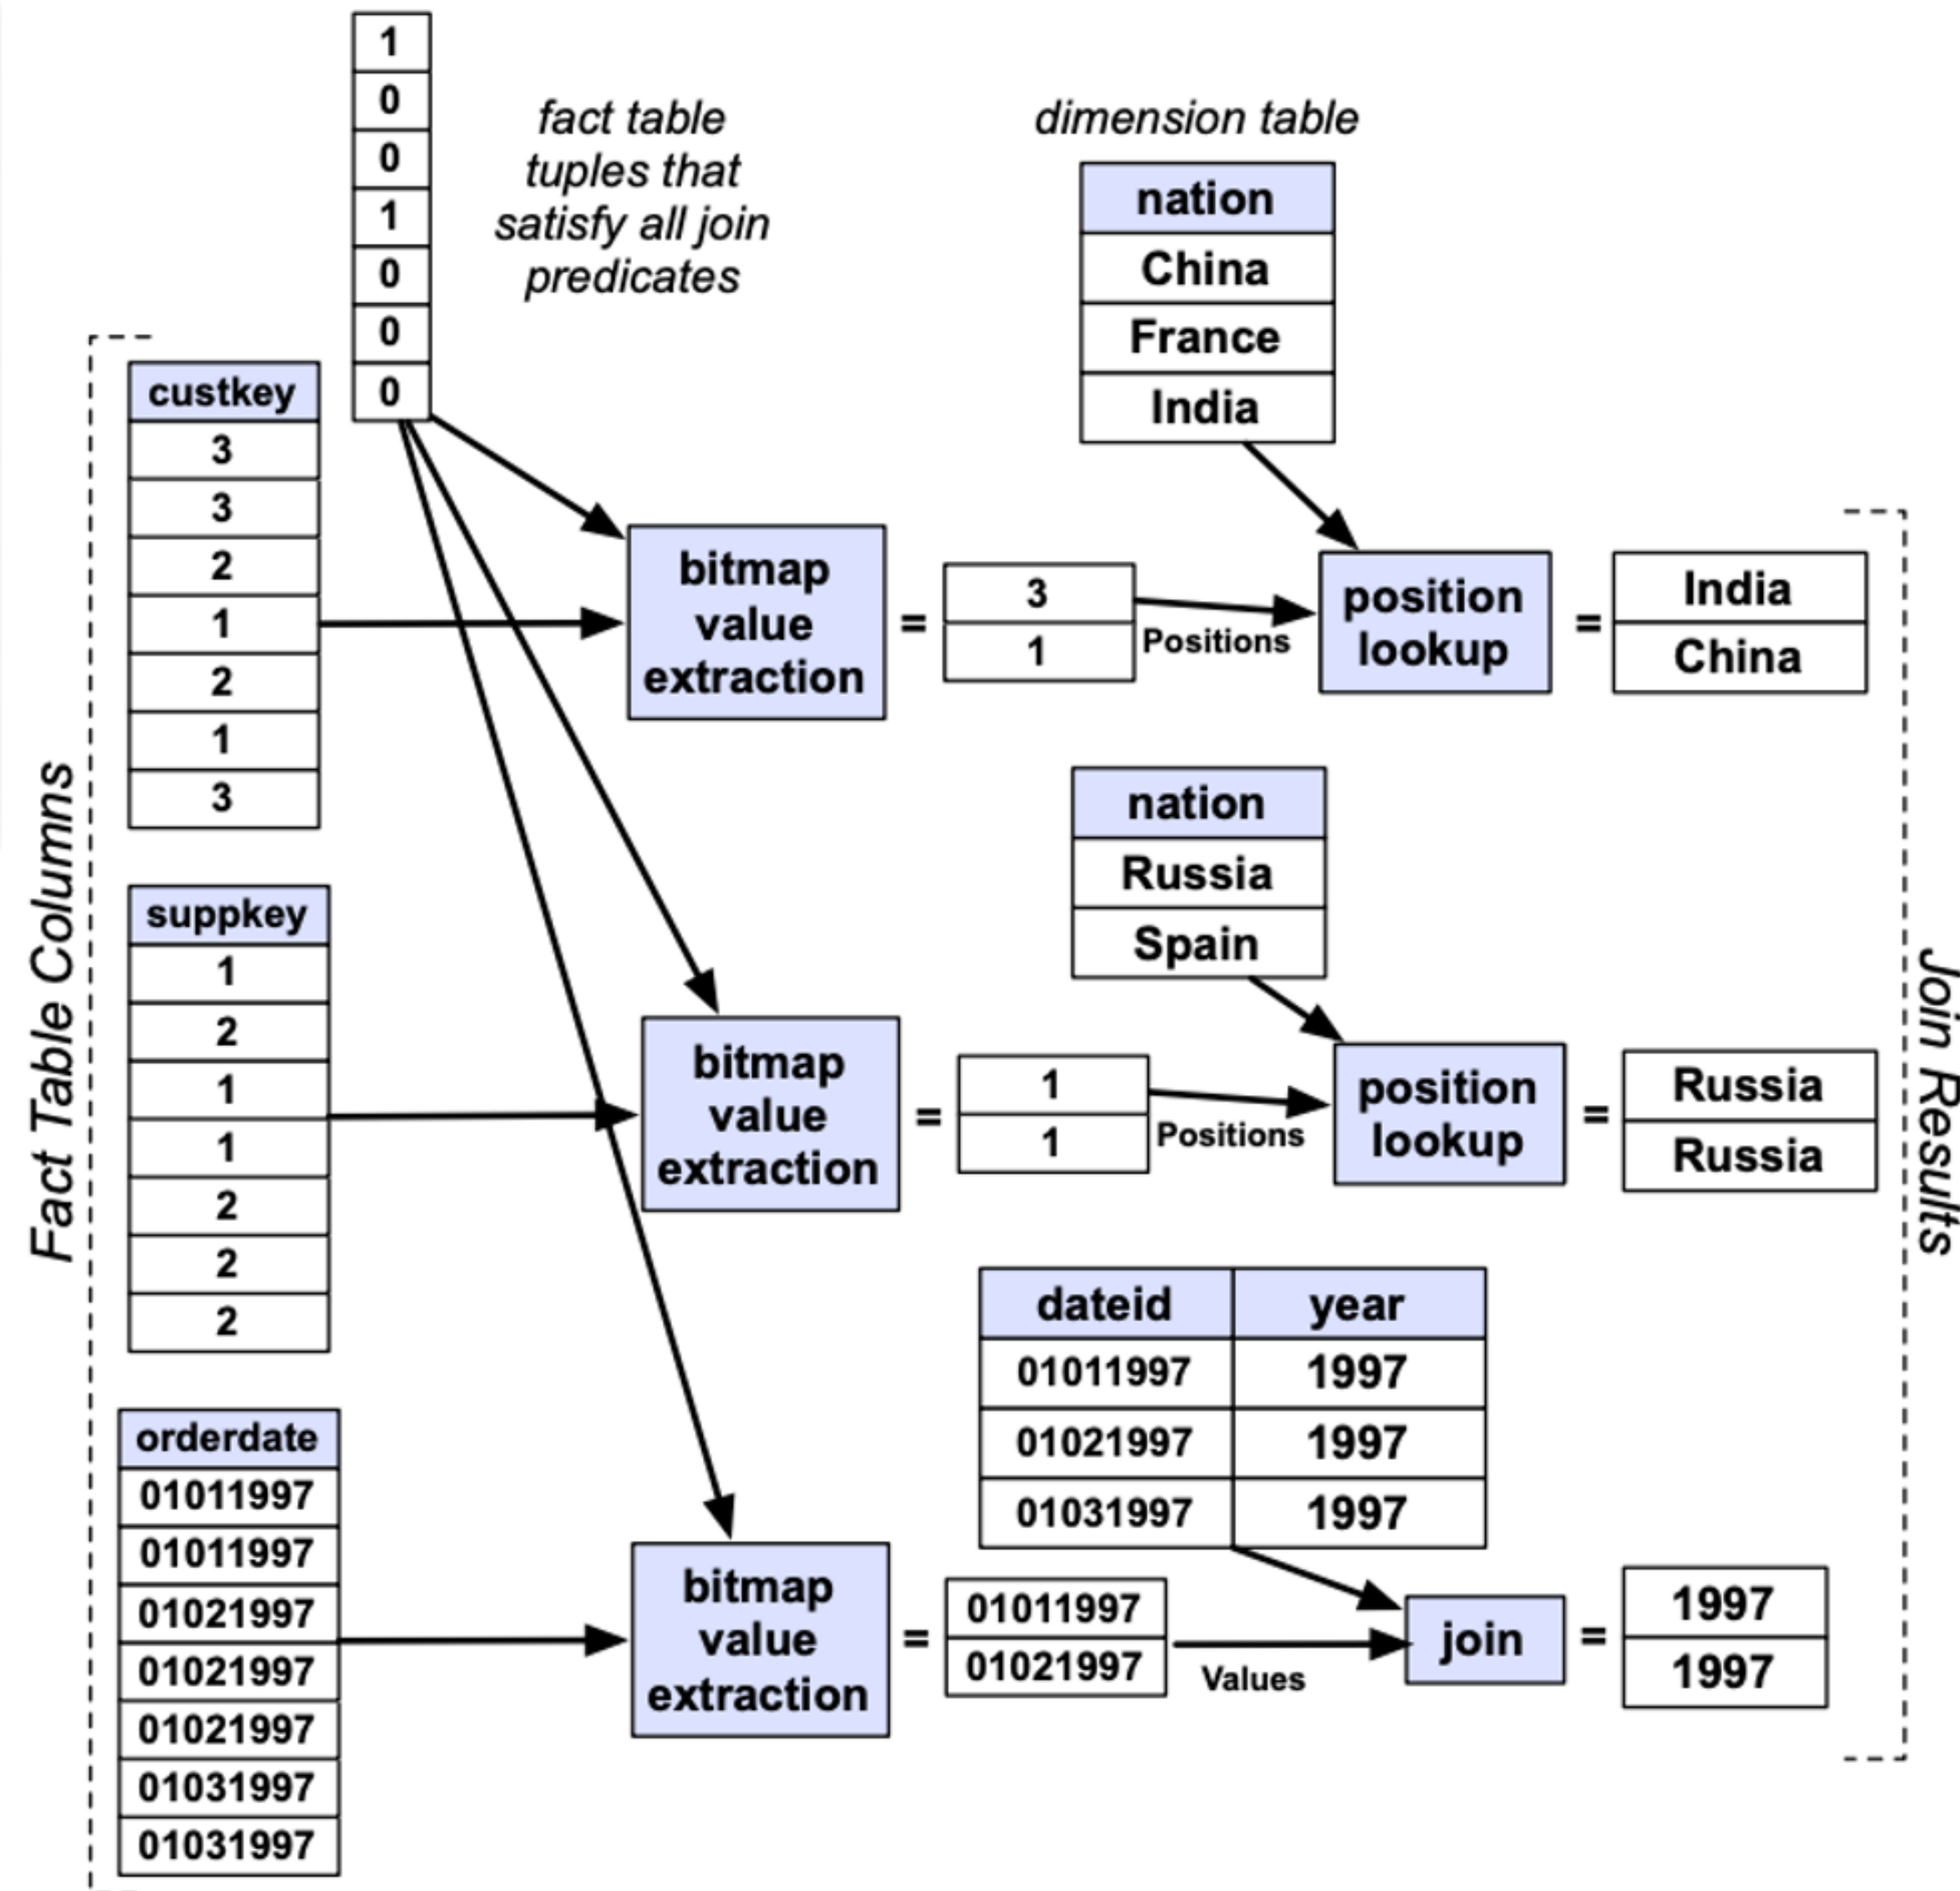 1
0
0
1
0
0
0
fact table
tuples that
satisfy all join
predicates
dimension table
nation
China
France
India
Fact Table Columns
custkey
3
3
2
1
2
1
3
bitmap
value
extraction
=
3
1
Positions
position
lookup
=
India
China
suppkey
1
2
1
1
2
2
2
bitmap
value
extraction
=
1
1
Positions
nation
Russia
Spain
position
lookup
=
Russia
Russia
orderdate
01011997
01011997
01021997
01021997
01021997
01031997
01031997
bitmap
value
extraction
=
01011997
01021997
Values
dateid year
01011997 1997
01021997 1997
01031997 1997
join
=
1997
1997
Join Results